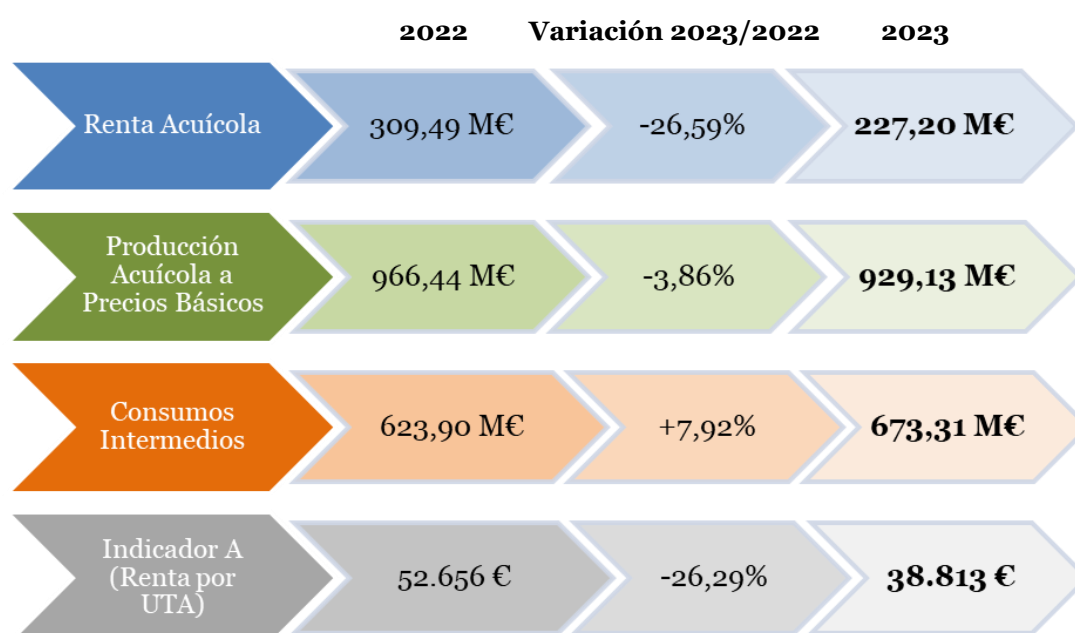 2022 Variación 2023/2022 2023
Renta Acuícola 309,49 M€ -26,59% 227,20 M€
Producción
Acuícola a
Precios Básicos
966,44 M€ -3,86% 929,13 M€
Consumos
Intermedios
623,90 M€ +7,92% 673,31 M€
Indicador A
(Renta por
UTA)
52.656 € -26,29% 38.813 €